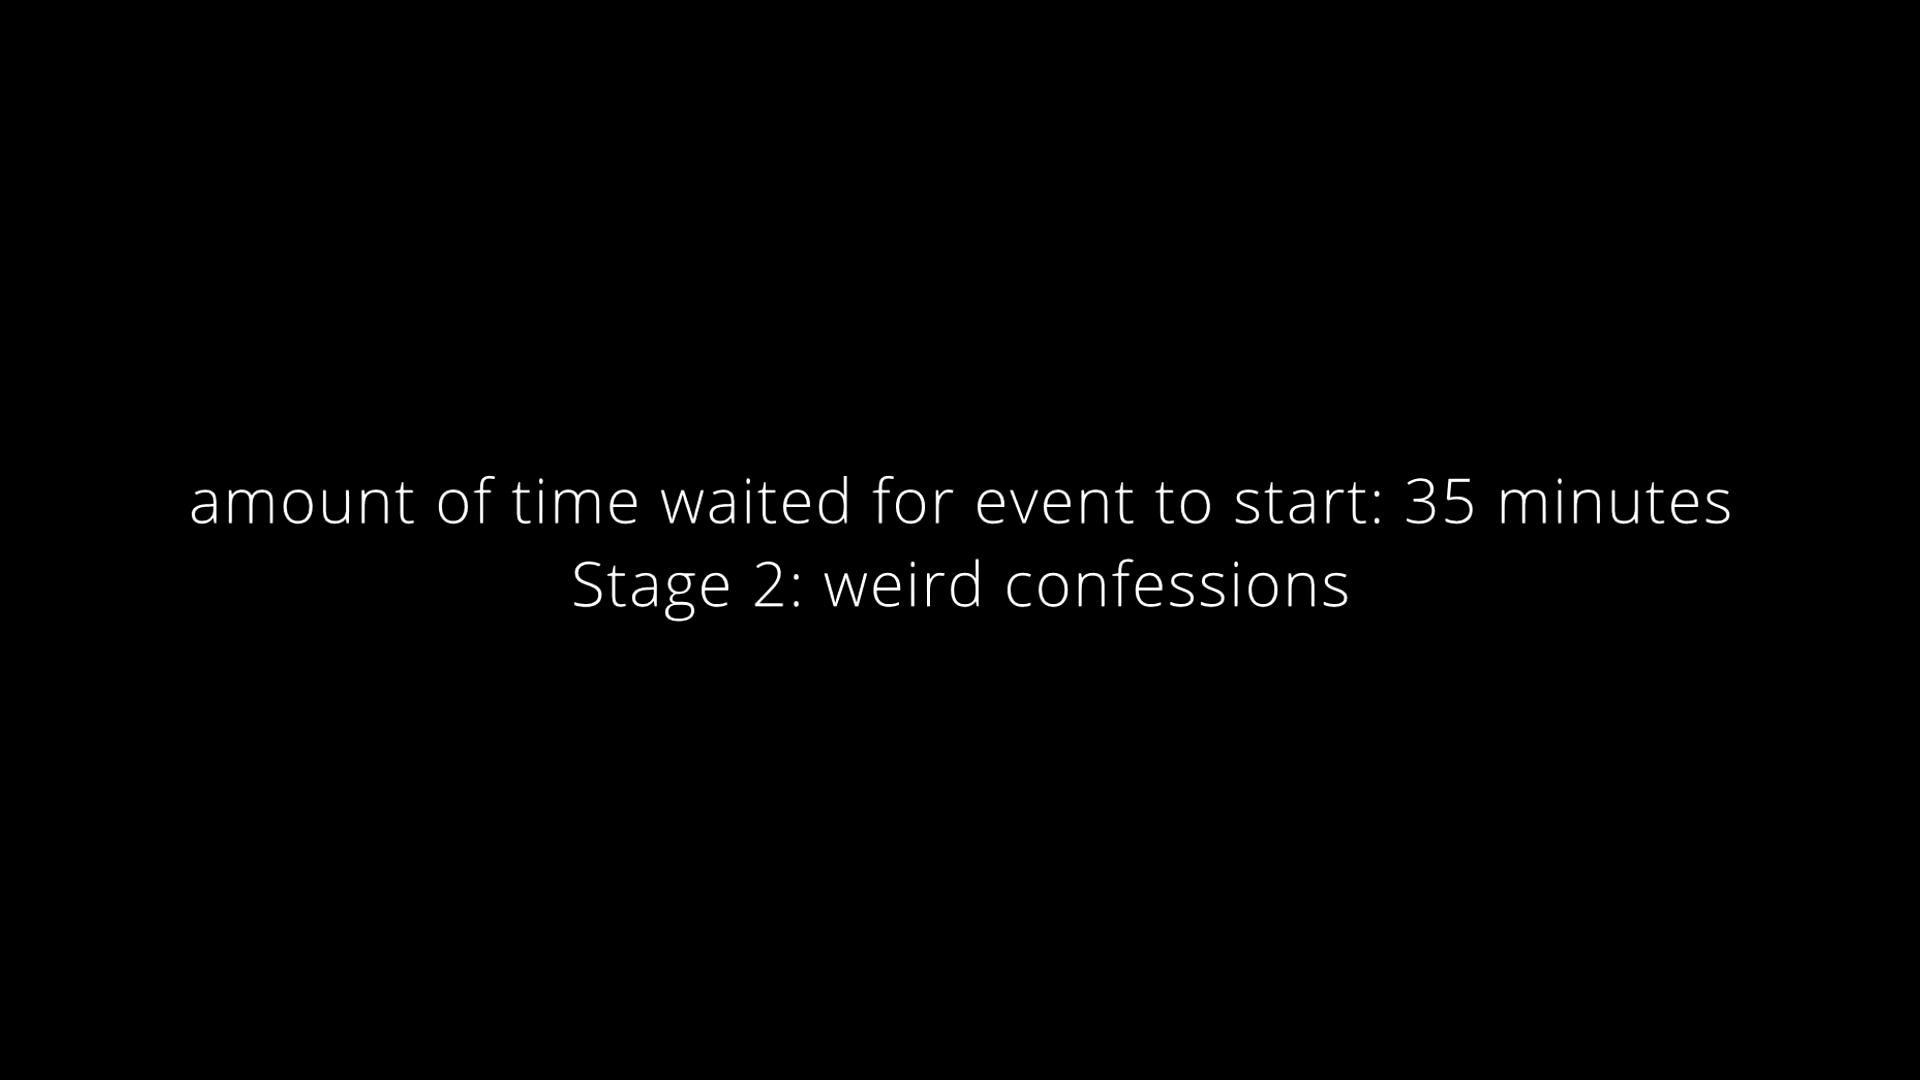 amount of time waited for event to start: 35 minutes
Stage 2: weird confessions